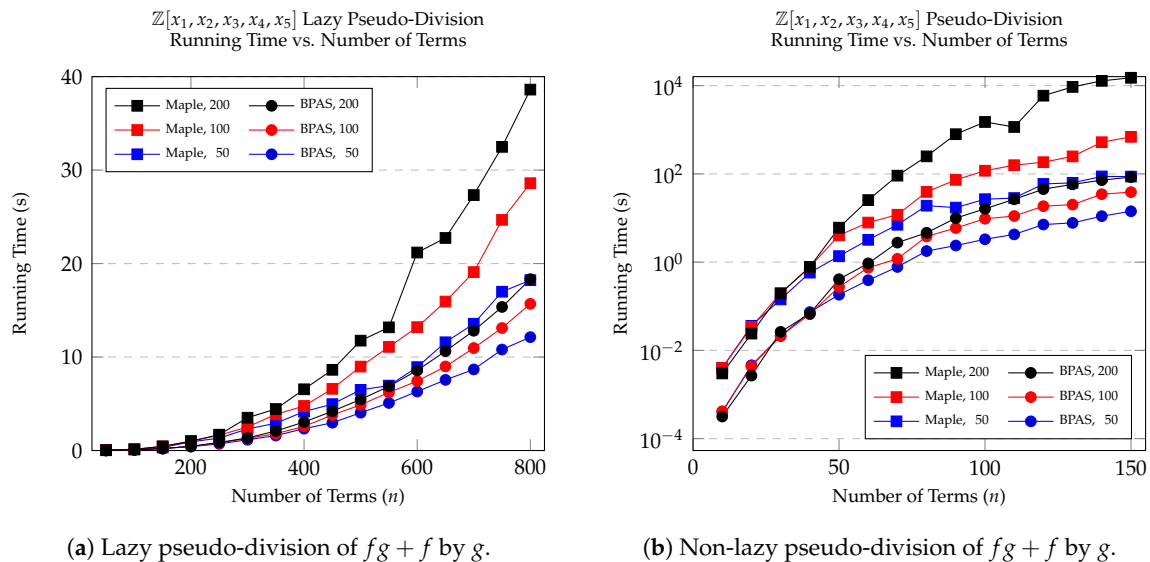 ℤ[x₁, x₂, x₃, x₄, x₅] Lazy Pseudo-Division
Running Time vs. Number of Terms
40
30
20
10
0
Running Time (s)
Maple, 200
BPAS, 200
Maple, 100
BPAS, 100
Maple, 50
BPAS, 50
200
400
600
800
Number of Terms (n)
(a) Lazy pseudo-division of fg + f by g.
ℤ[x₁, x₂, x₃, x₄, x₅] Pseudo-Division
Running Time vs. Number of Terms
10⁴
10²
10⁰
10⁻²
10⁻⁴
Running Time (s)
Maple, 200
BPAS, 200
Maple, 100
BPAS, 100
Maple, 50
BPAS, 50
0
50
100
150
Number of Terms (n)
(b) Non-lazy pseudo-division of fg + f by g.